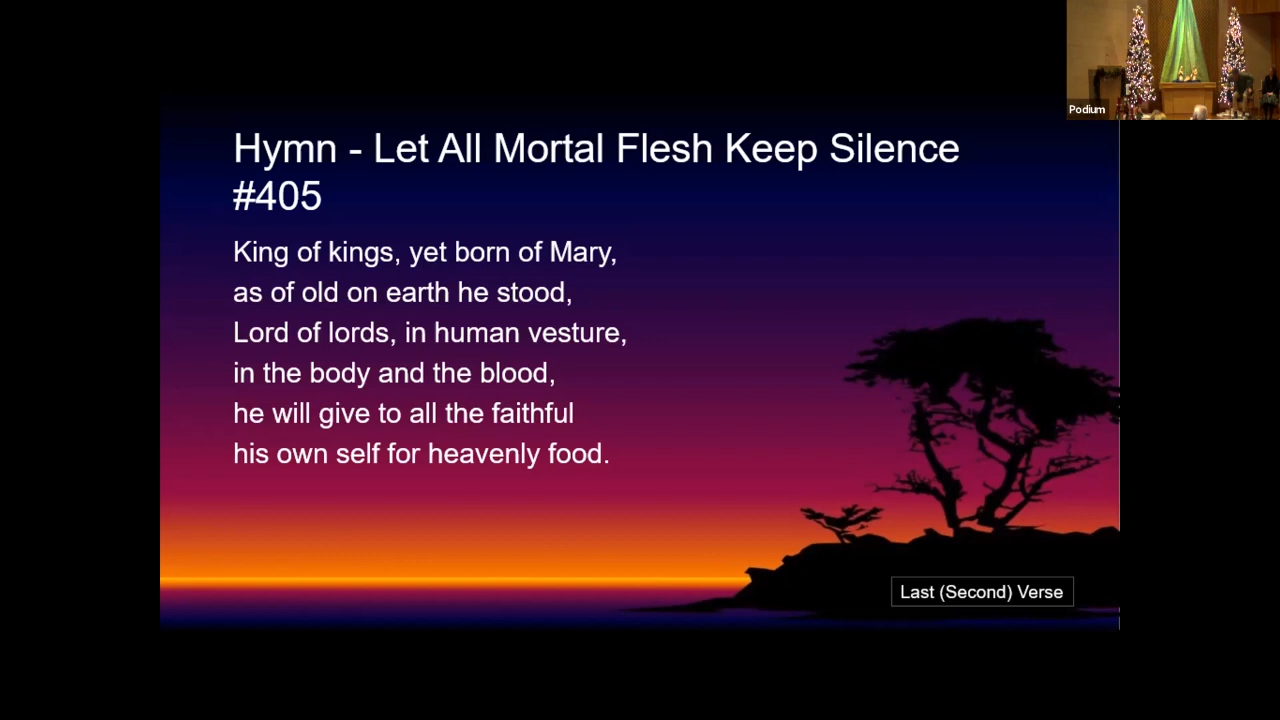 Podium
Hymn - Let All Mortal Flesh Keep Silence
#405
King of kings, yet born of Mary,
as of old on earth he stood,
Lord of lords, in human vesture,
in the body and the blood,
he will give to all the faithful
his own self for heavenly food.
Last (Second) Verse